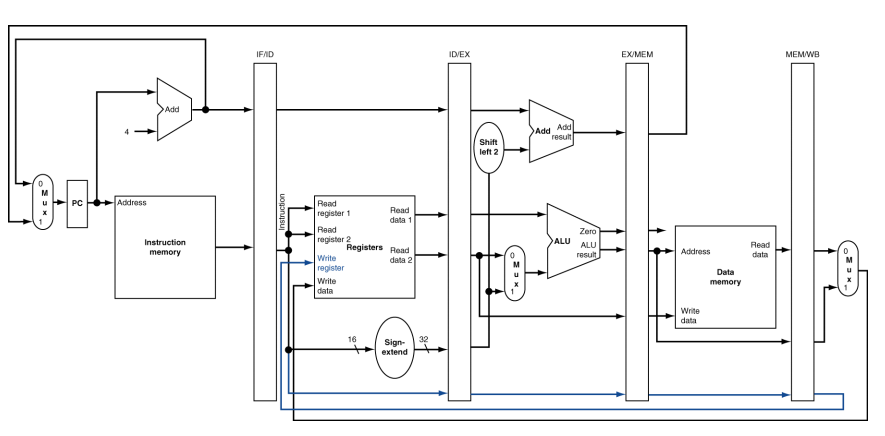 IF/ID
ID/EX
EX/MEM
MEM/WB
Add
4
Add
Add
result
Shift
left 2
0
M
u
x
1
PC
Address
Instruction
memory
Instruction
Read
register 1
Read
register 2
Write
register
Write
data
Registers
Read
data 1
Read
data 2
0
M
u
x
1
ALU
Zero
ALU
result
Address
Write
data
Data
memory
Read
data
0
M
u
x
1
16
Sign-
extend
32